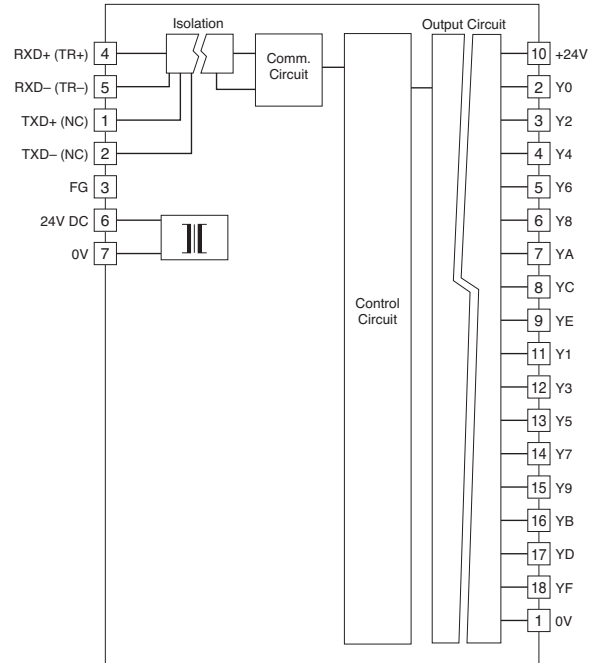 Isolation
Output Circuit
RXD+ (TR+) 4
RXD– (TR–) 5
TXD+ (NC) 1
TXD– (NC) 2
FG 3
24V DC 6
0V 7
Comm.
Circuit
Control
Circuit
10 +24V
2 Y0
3 Y2
4 Y4
5 Y6
6 Y8
7 YA
8 YC
9 YE
11 Y1
12 Y3
13 Y5
14 Y7
15 Y9
16 YB
17 YD
18 YF
1 0V